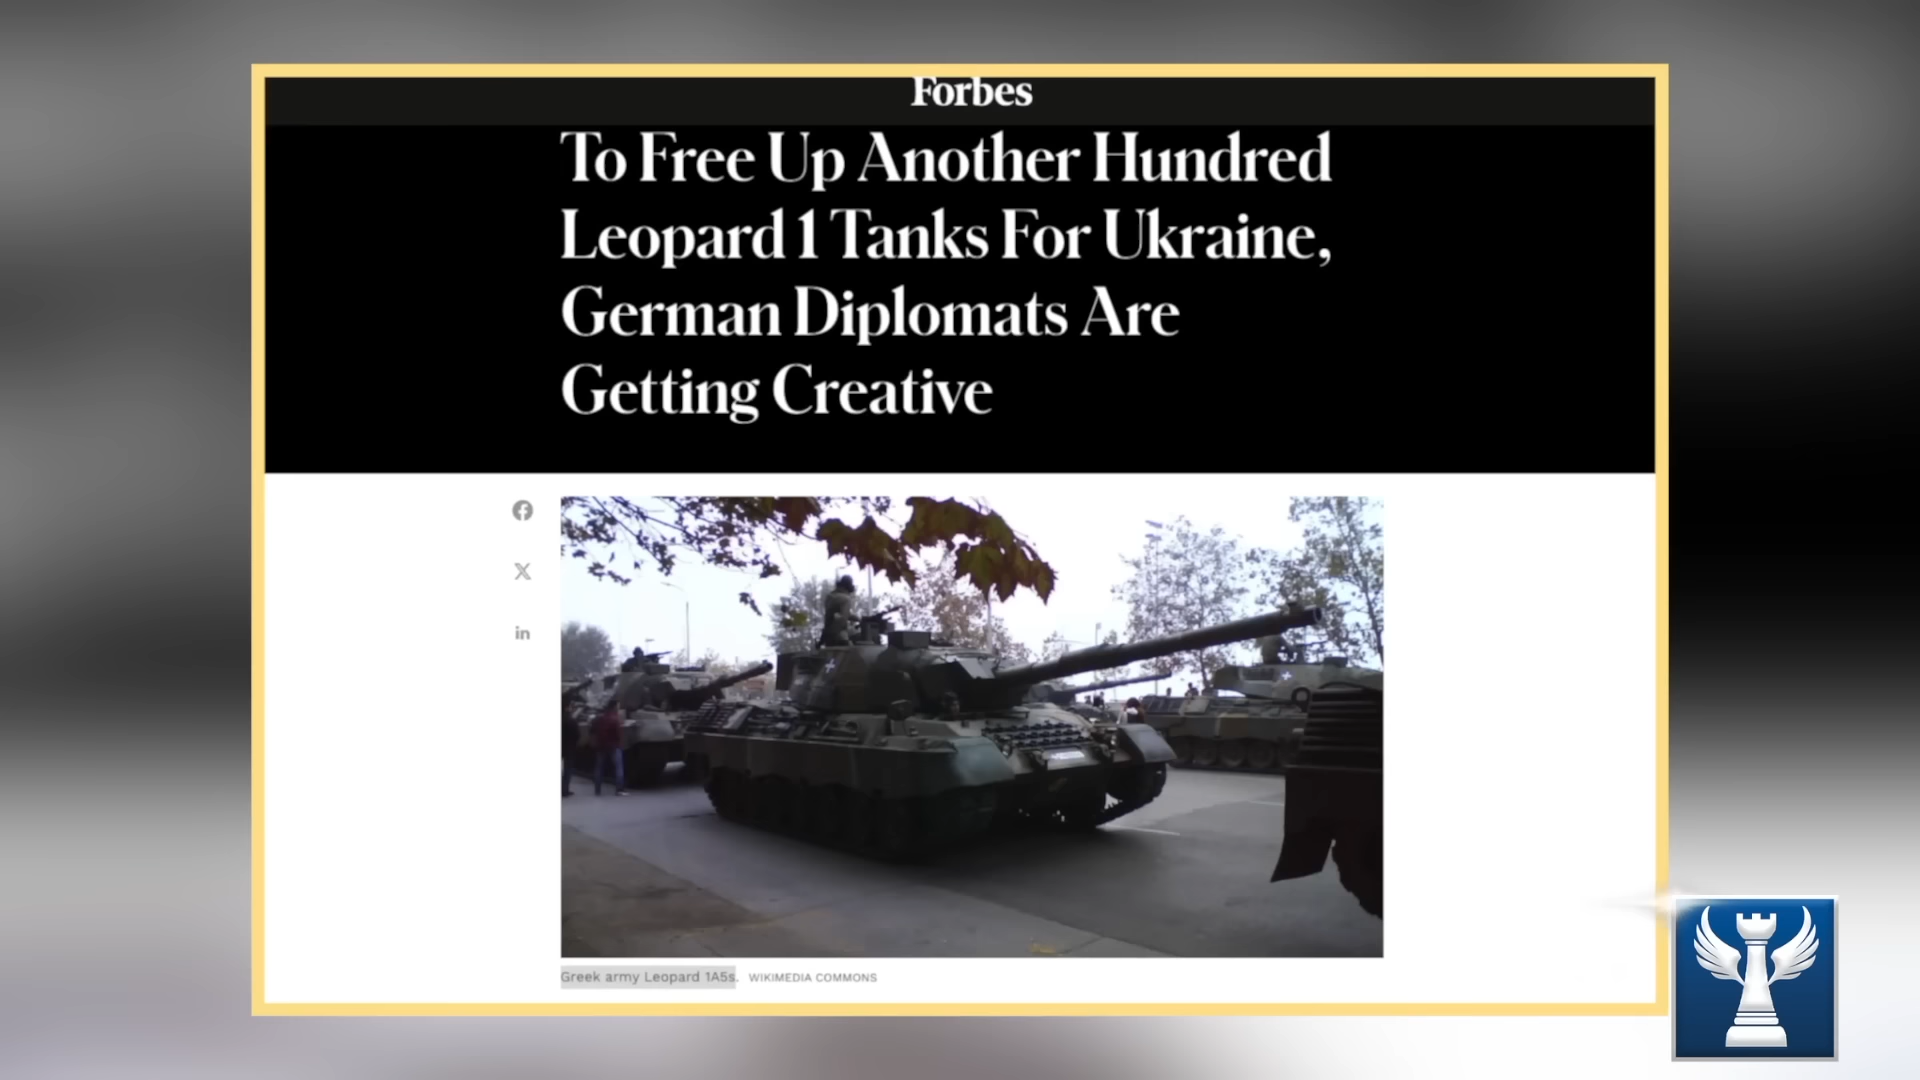 Forbes
To Free Up Another Hundred
Leopard 1 Tanks For Ukraine,
German Diplomats Are
Getting Creative
Greek army Leopard 1A5s. WIKIMEDIA COMMONS